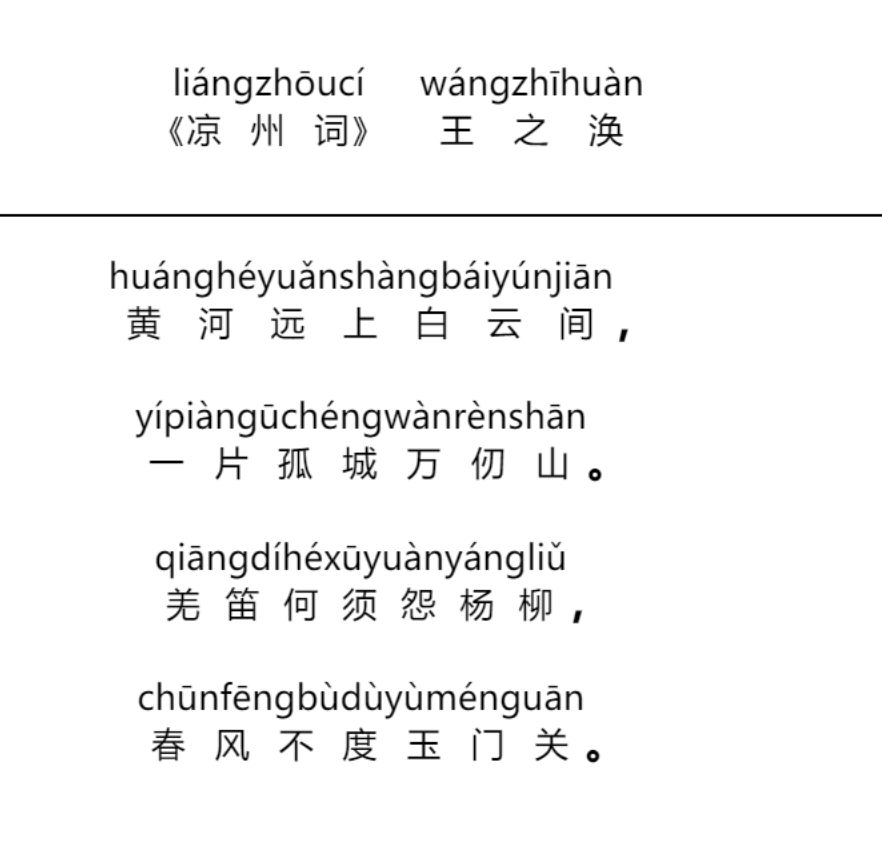 liángzhōucí wángzhīhuàn
《凉州词》 王之涣
huánghéyuǎnshàngbáiyúnjiān
黄河远上白云间，
yípiàngūchéngwànrènshān
一片孤城万仞山。
qiāngdíhéxūyuànyángliǔ
羌笛何须怨杨柳，
chūnfēngbùdùyùménguān
春风不度玉门关。